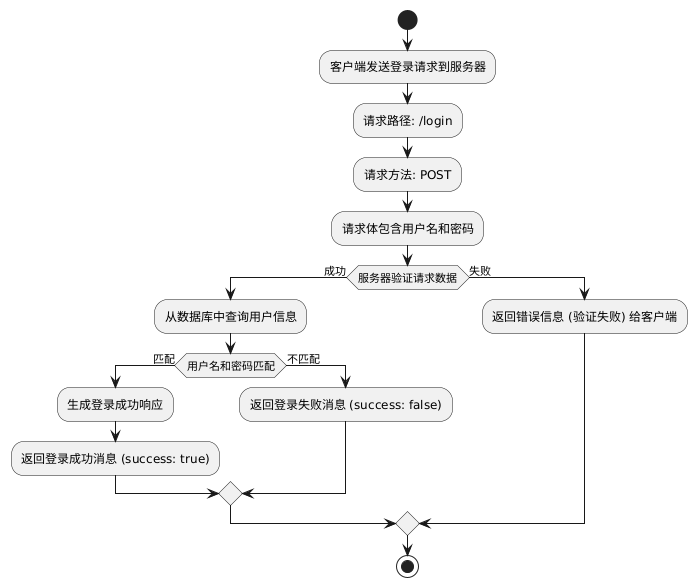 客户端发送登录请求到服务器
请求路径: /login
请求方法: POST
请求体包含用户名和密码
成功
服务器验证请求数据
失败
从数据库中查询用户信息
返回错误信息 (验证失败) 给客户端
匹配
用户名和密码匹配
不匹配
生成登录成功响应
返回登录失败消息 (success: false)
返回登录成功消息 (success: true)